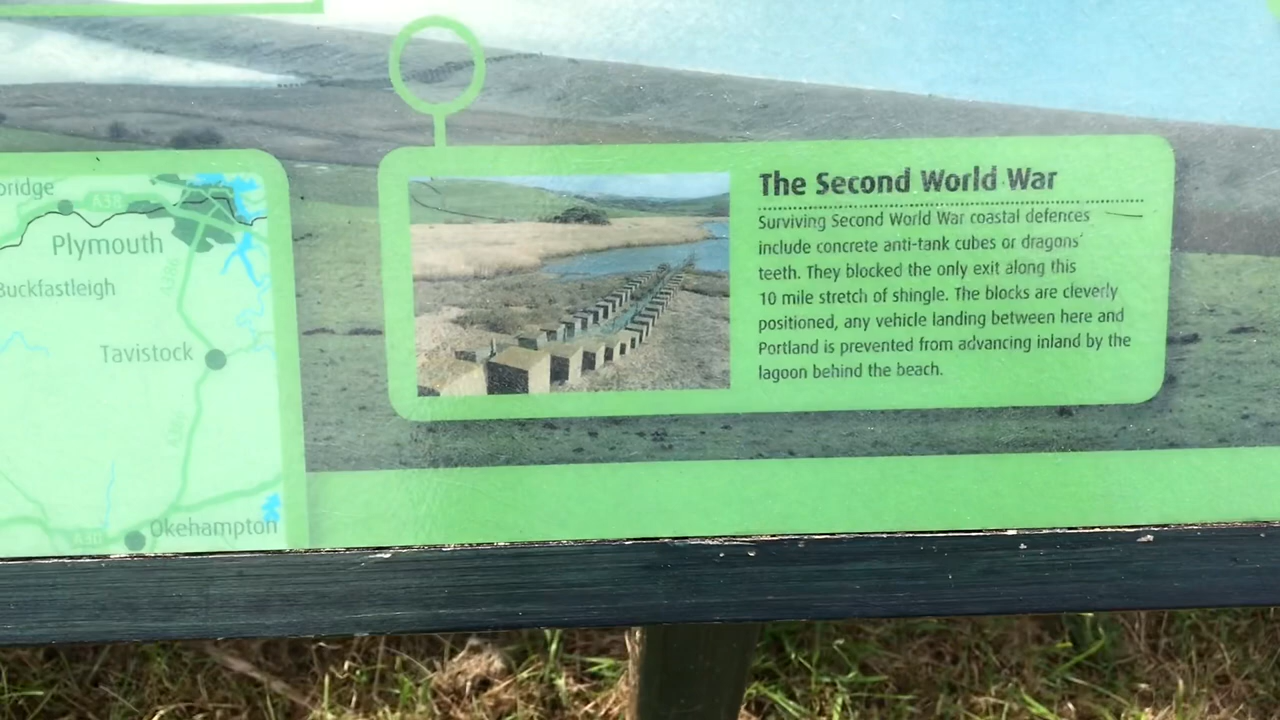 bridge
A38
Plymouth
Buckfastleigh
A386
Tavistock
A386
Okehampton
A30
The Second World War
Surviving Second World War coastal defences
include concrete anti-tank cubes or dragons'
teeth. They blocked the only exit along this
10 mile stretch of shingle. The blocks are cleverly
positioned, any vehicle landing between here and
Portland is prevented from advancing inland by the
lagoon behind the beach.